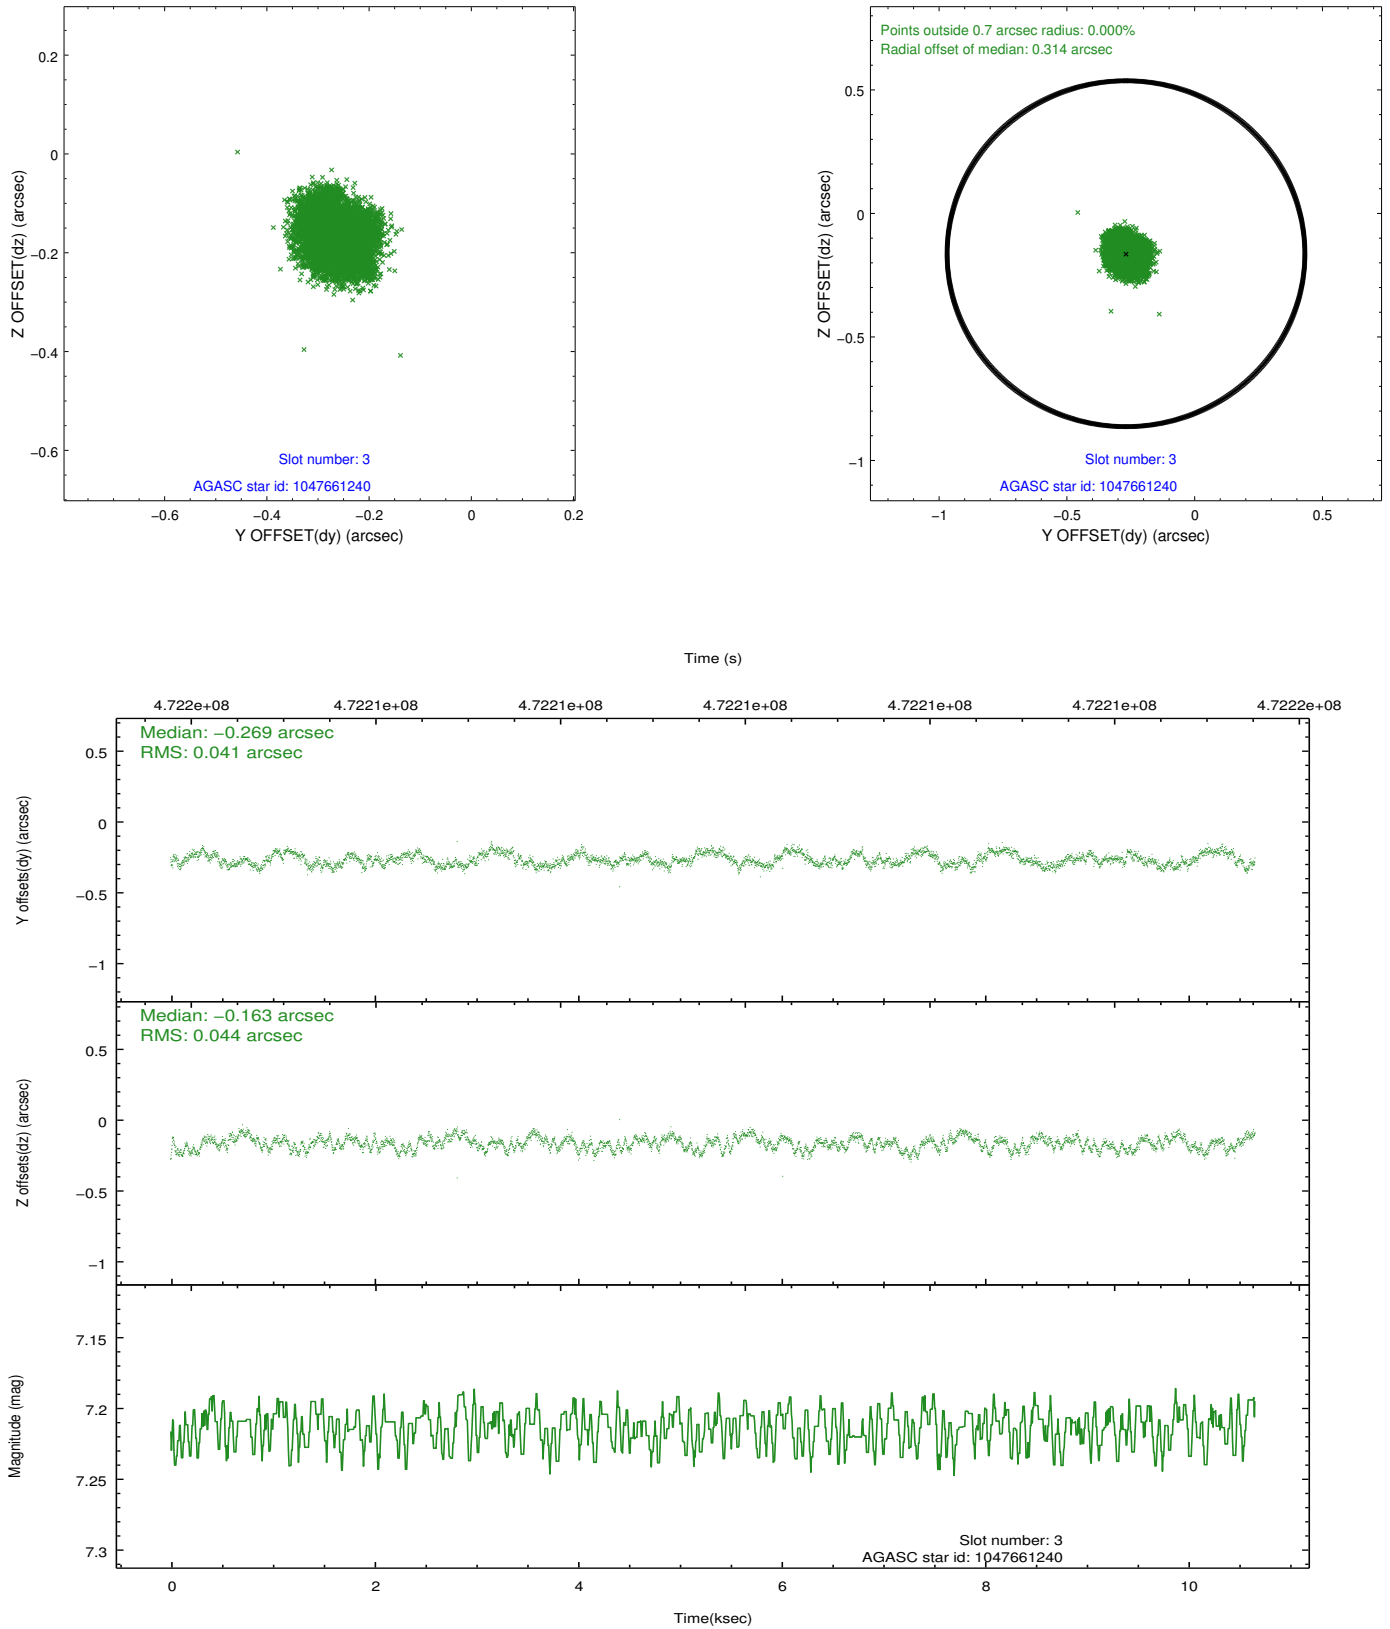 0.2
0
−0.2
−0.4
−0.6
Z OFFSET(dz) (arcsec)
Slot number: 3
AGASC star id: 1047661240
−0.6 −0.4 −0.2 0 0.2
Y OFFSET(dy) (arcsec)
Points outside 0.7 arcsec radius: 0.000%
Radial offset of median: 0.314 arcsec
0.5
0
−0.5
−1
Z OFFSET(dz) (arcsec)
Slot number: 3
AGASC star id: 1047661240
−1 −0.5 0 0.5
Y OFFSET(dy) (arcsec)
Time (s)
4.722e+08 4.7221e+08 4.7221e+08 4.7221e+08 4.7221e+08 4.7221e+08 4.7222e+08
Median: −0.269 arcsec
RMS: 0.041 arcsec
0.5
0
−0.5
−1
Y offsets(dy) (arcsec)
Median: −0.163 arcsec
RMS: 0.044 arcsec
0.5
0
−0.5
−1
Z offsets(dz) (arcsec)
7.15
7.2
7.25
7.3
Magnitude (mag)
Slot number: 3
AGASC star id: 1047661240
0 2 4 6 8 10
Time(ksec)